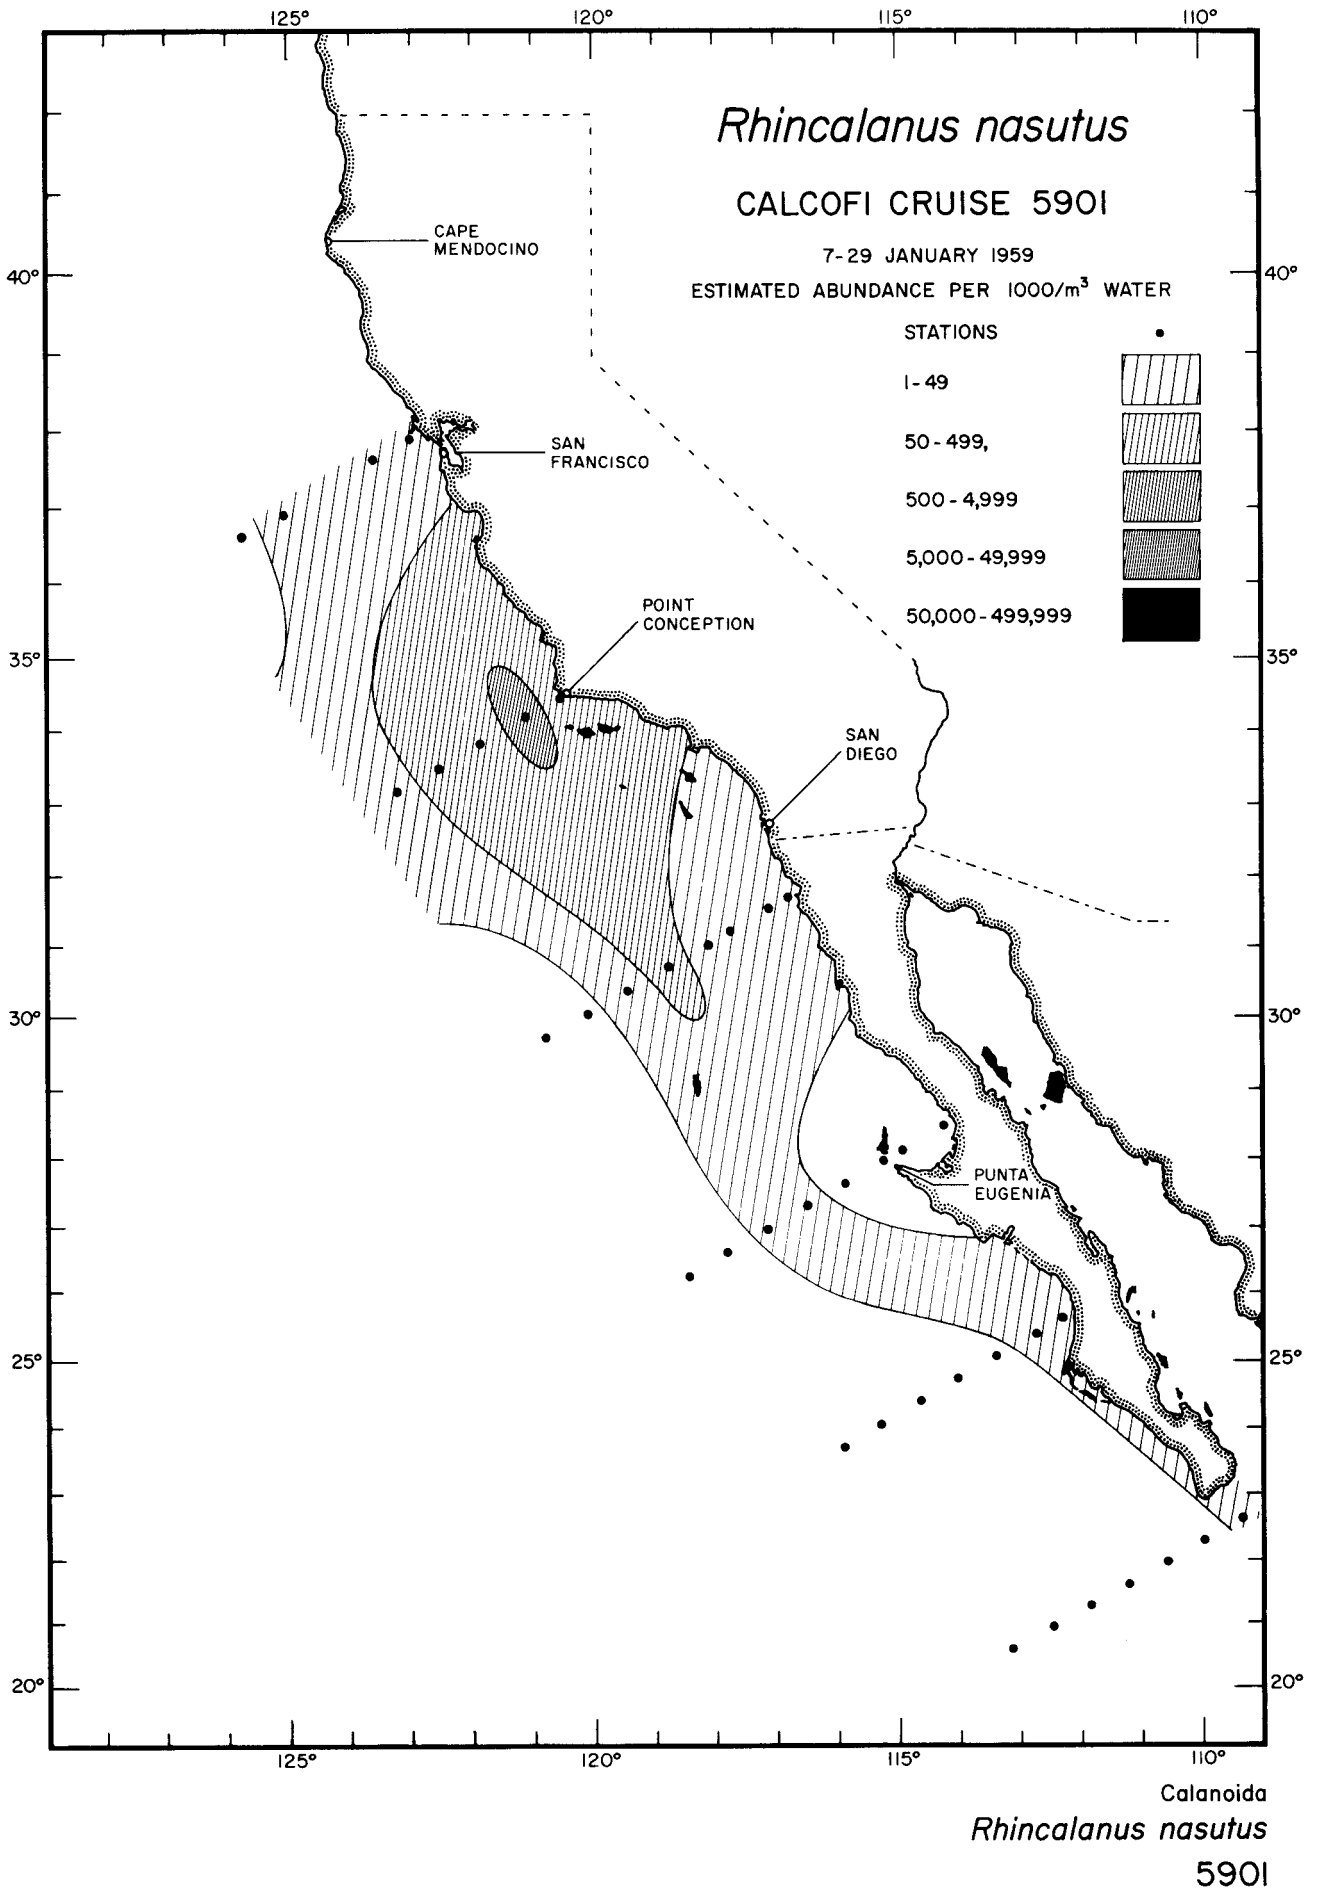 125° 120° 115° 110°
Rhincalanus nasutus
CALCOFI CRUISE 5901
7-29 JANUARY 1959
ESTIMATED ABUNDANCE PER 1000/m³ WATER
STATIONS
1-49
50-499,
500-4,999
5,000-49,999
50,000-499,999
CAPE
MENDOCINO
40° 40°
SAN
FRANCISCO
POINT
CONCEPTION
35° 35°
SAN
DIEGO
30° 30°
PUNTA
EUGENIA
25° 25°
20° 20°
125° 120° 115° 110°
Calanoida
Rhincalanus nasutus
5901